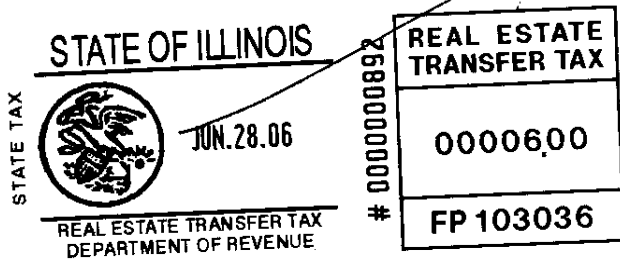 STATE OF ILLINOIS
STATE TAX
JUN.28.06
REAL ESTATE TRANSFER TAX
DEPARTMENT OF REVENUE
# 0000000892
REAL ESTATE
TRANSFER TAX
0000600
FP 103036